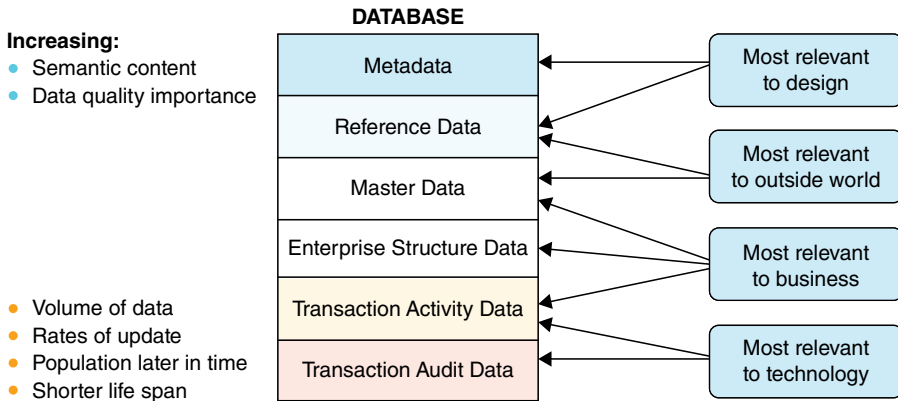 DATABASE
Increasing:
Semantic content
Data quality importance
Volume of data
Rates of update
Population later in time
Shorter life span
Metadata
Reference Data
Master Data
Enterprise Structure Data
Transaction Activity Data
Transaction Audit Data
Most relevant
to design
Most relevant
to outside world
Most relevant
to business
Most relevant
to technology